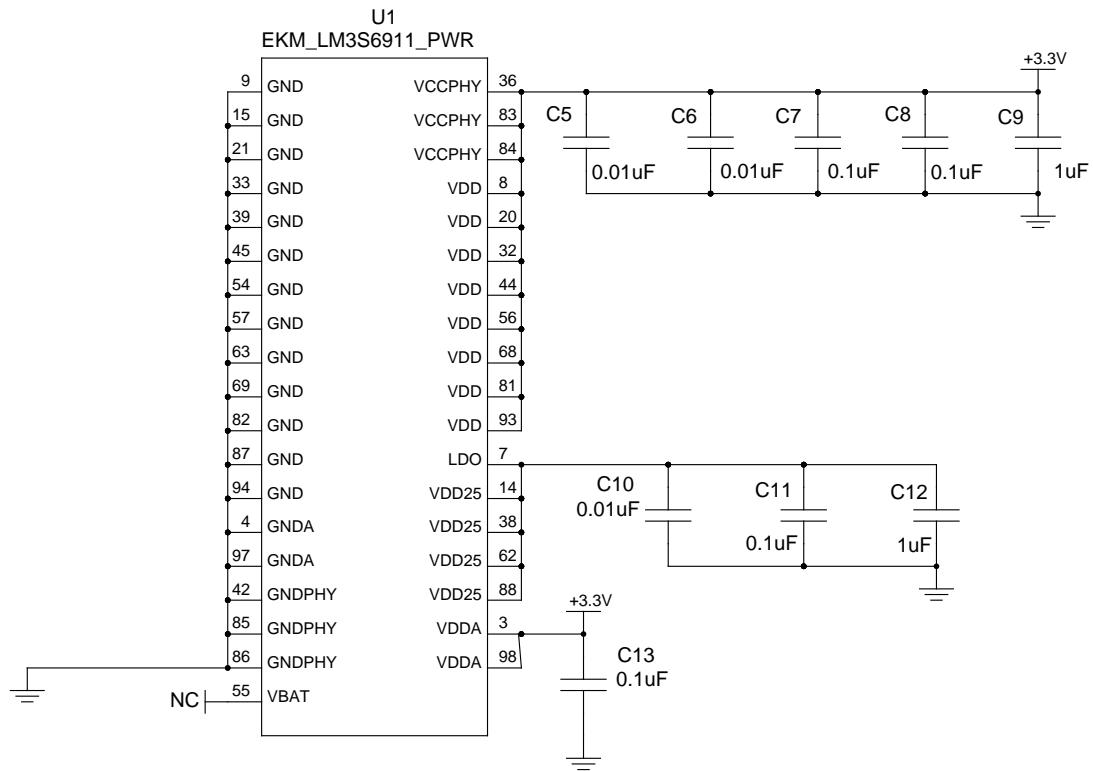 U1
EKM_LM3S6911_PWR
9 GND VCCPHY 36
15 GND VCCPHY 83
21 GND VCCPHY 84
33 GND VDD 8
39 GND VDD 20
45 GND VDD 32
54 GND VDD 44
57 GND VDD 56
63 GND VDD 68
69 GND VDD 81
82 GND VDD 93
87 GND LDO 7
94 GND VDD25 14
4 GNDA VDD25 38
97 GNDA VDD25 62
42 GNDPHY VDD25 88
85 GNDPHY VDDA 3
86 GNDPHY VDDA 98
NC 55 VBAT
+3.3V
C5 C6 C7 C8 C9
0.01uF 0.01uF 0.1uF 0.1uF 1uF
C10 C11 C12
0.01uF
0.1uF 1uF
+3.3V
C13
0.1uF